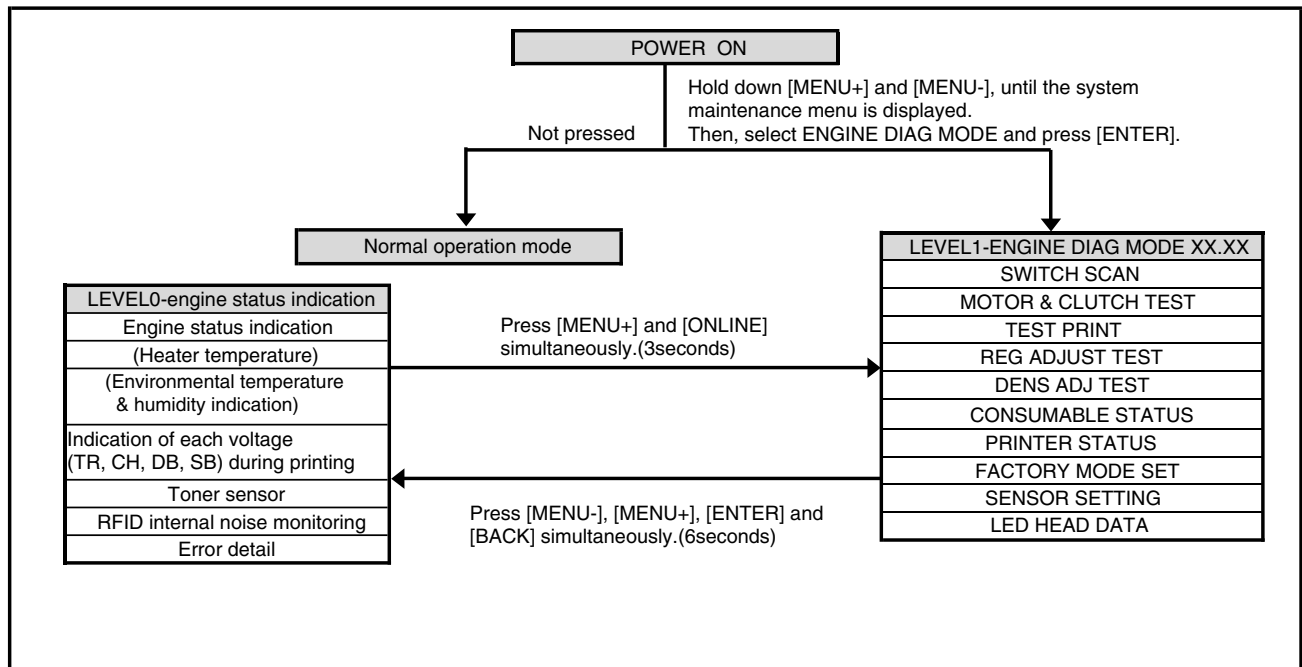 POWER ON
Hold down [MENU+] and [MENU-], until the system
maintenance menu is displayed.
Then, select ENGINE DIAG MODE and press [ENTER].
Not pressed
Normal operation mode
LEVEL0-engine status indication
Engine status indication
(Heater temperature)
(Environmental temperature
& humidity indication)
Indication of each voltage
(TR, CH, DB, SB) during printing
Toner sensor
RFID internal noise monitoring
Error detail
Press [MENU+] and [ONLINE]
simultaneously.(3seconds)
Press [MENU-], [MENU+], [ENTER] and
[BACK] simultaneously.(6seconds)
LEVEL1-ENGINE DIAG MODE XX.XX
SWITCH SCAN
MOTOR & CLUTCH TEST
TEST PRINT
REG ADJUST TEST
DENS ADJ TEST
CONSUMABLE STATUS
PRINTER STATUS
FACTORY MODE SET
SENSOR SETTING
LED HEAD DATA